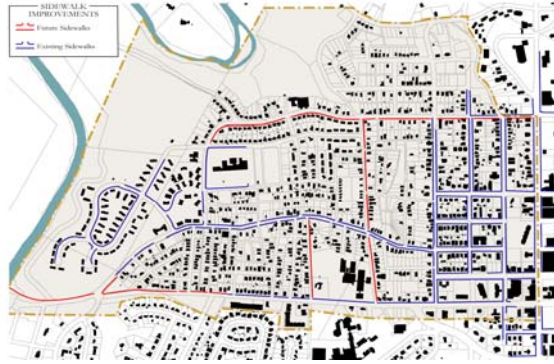 SIDEWALK
IMPROVEMENTS
Future Sidewalks
Existing Sidewalks